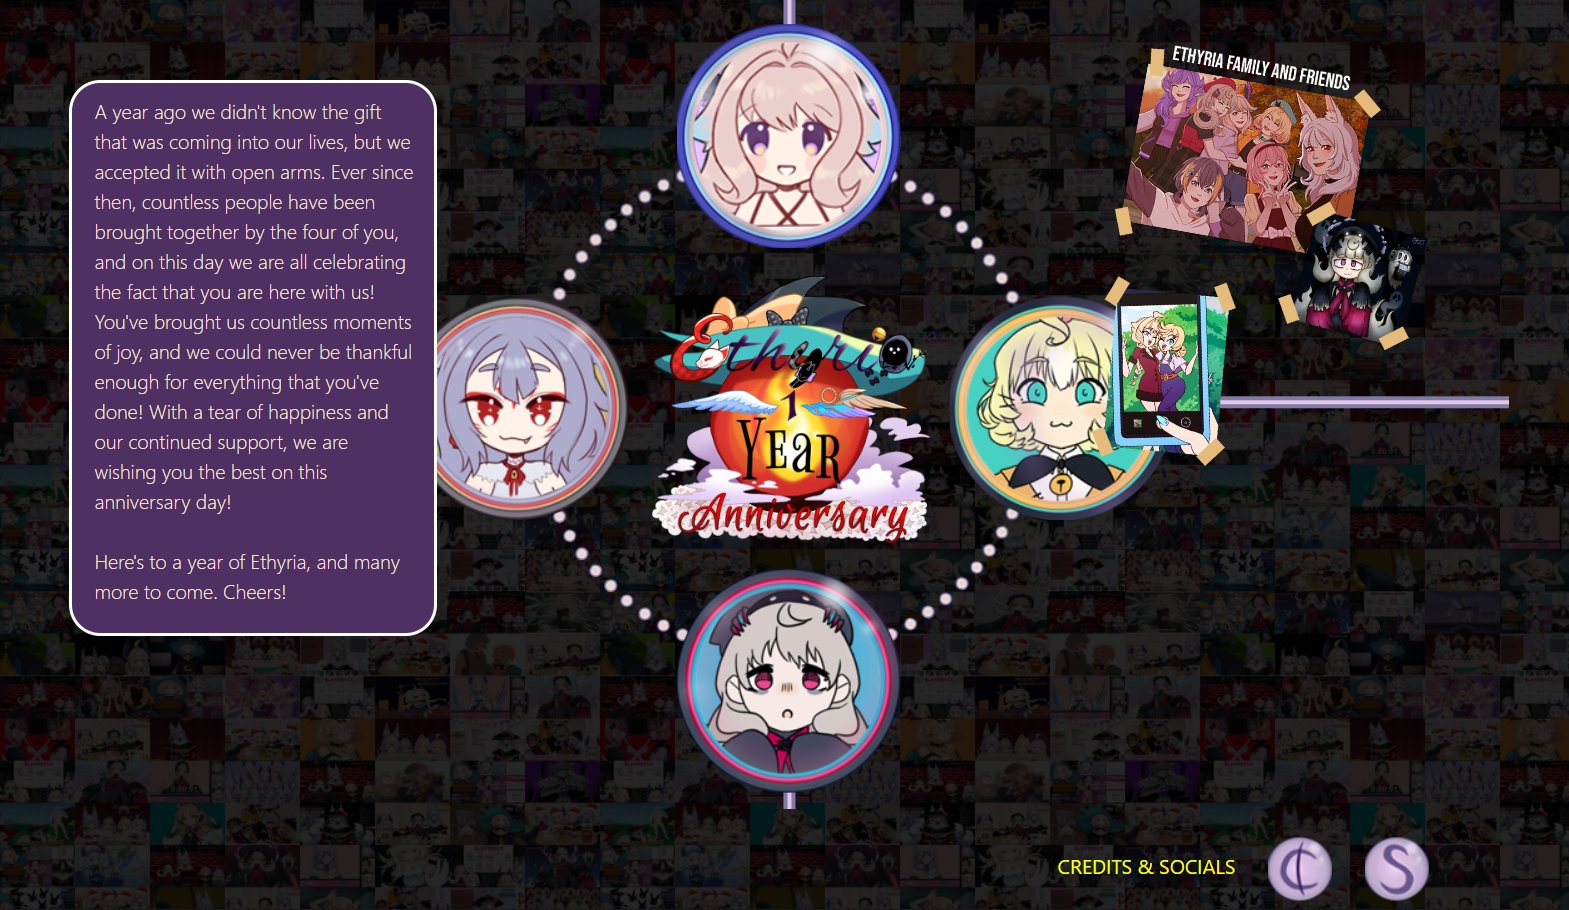 A year ago we didn't know the gift
that was coming into our lives, but we
accepted it with open arms. Ever since
then, countless people have been
brought together by the four of you,
and on this day we are all celebrating
the fact that you are here with us!
You've brought us countless moments
of joy, and we could never be thankful
enough for everything that you've
done! With a tear of happiness and
our continued support, we are
wishing you the best on this
anniversary day!
Here's to a year of Ethyria, and many
more to come. Cheers!
ETHYRIA FAMILY AND FRIENDS
Ethyria
1
YEAR
Anniversary
CREDITS & SOCIALS
C
S